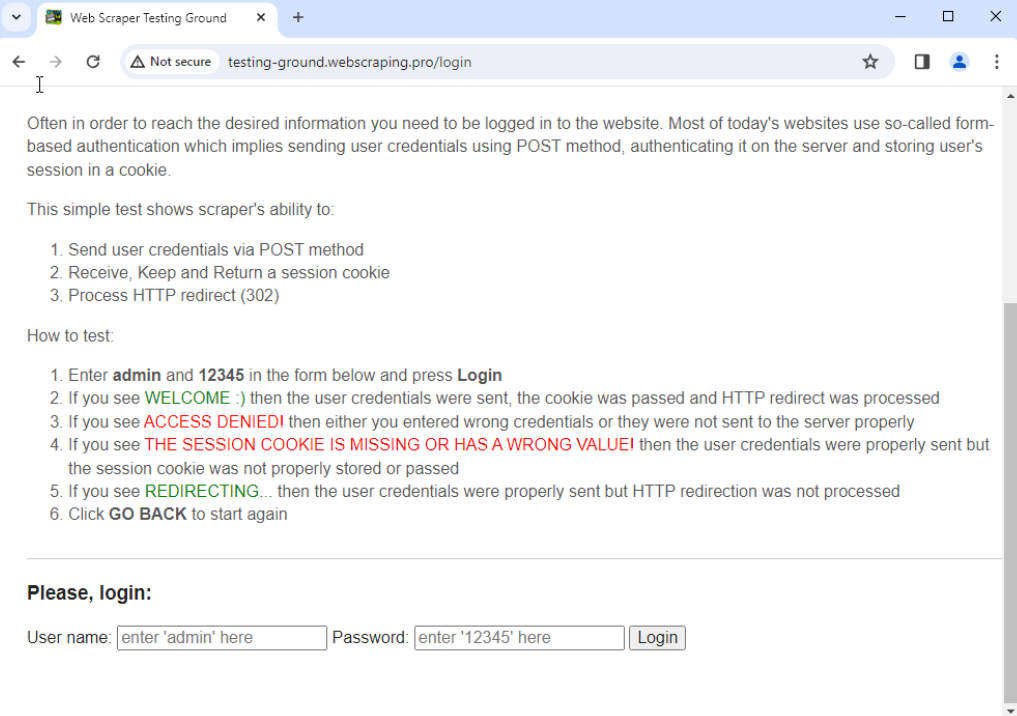 Web Scraper Testing Ground
Not secure
testing-ground.webscraping.pro/login
Often in order to reach the desired information you need to be logged in to the website. Most of today's websites use so-called form-
based authentication which implies sending user credentials using POST method, authenticating it on the server and storing user's
session in a cookie.
This simple test shows scraper's ability to:
1. Send user credentials via POST method
2. Receive, Keep and Return a session cookie
3. Process HTTP redirect (302)
How to test:
1. Enter admin and 12345 in the form below and press Login
2. If you see WELCOME :) then the user credentials were sent, the cookie was passed and HTTP redirect was processed
3. If you see ACCESS DENIED! then either you entered wrong credentials or they were not sent to the server properly
4. If you see THE SESSION COOKIE IS MISSING OR HAS A WRONG VALUE! then the user credentials were properly sent but
the session cookie was not properly stored or passed
5. If you see REDIRECTING... then the user credentials were properly sent but HTTP redirection was not processed
6. Click GO BACK to start again
Please, login:
User name: enter 'admin' here Password: enter '12345' here Login